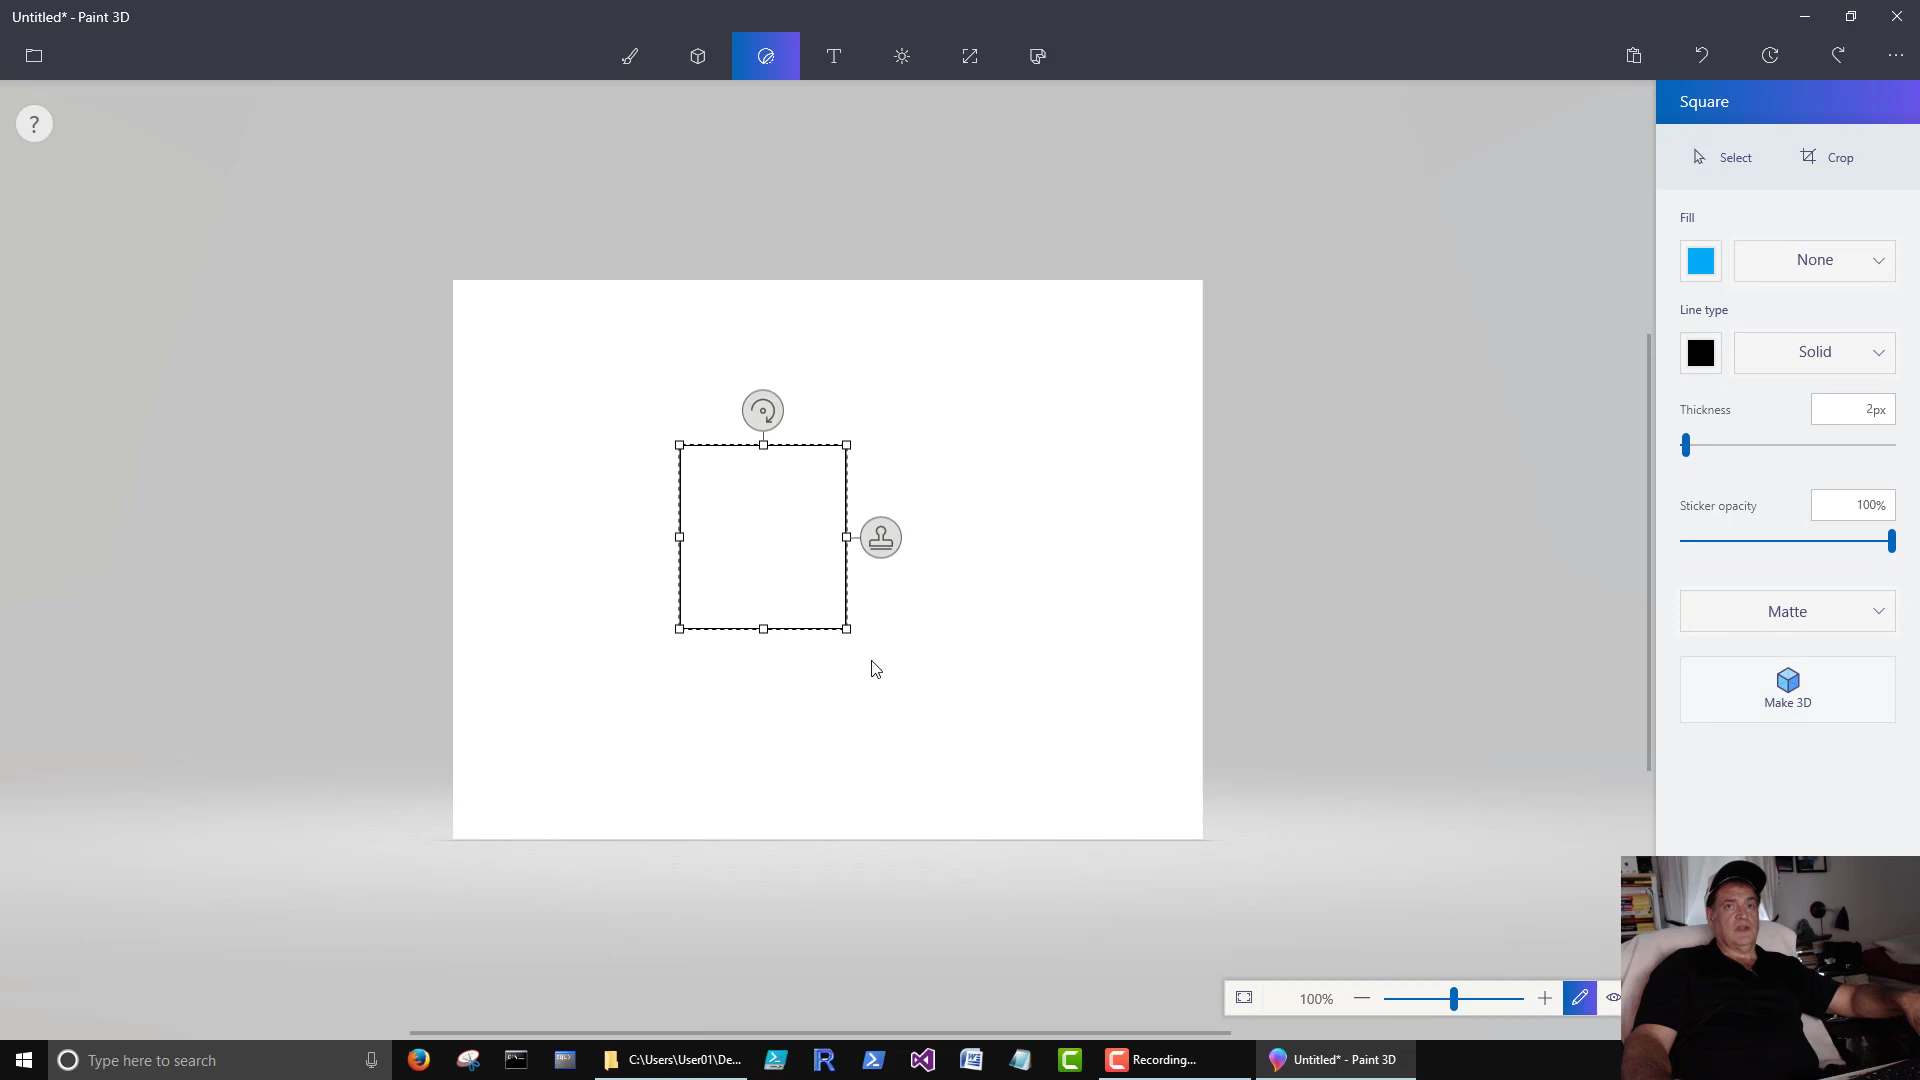 Untitled* - Paint 3D
?
T
Square
Select
Crop
Fill
None
Line type
Solid
Thickness
2px
Sticker opacity
100%
Matte
Make 3D
100%
Type here to search
C:\Users\User01\De...
R
Recording...
Untitled* - Paint 3D